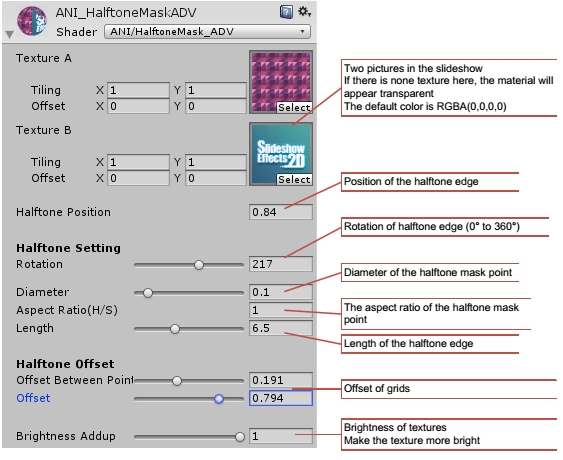 ANI_HalftoneMaskADV
Shader ANI/HalftoneMask_ADV
Texture A
Tiling X 1 Y 1
Offset X 0 Y 0
Select
Two pictures in the slideshow
If there is none texture here, the material will
appear transparent
The default color is RGBA(0,0,0,0)
Texture B
Tiling X 1 Y 1
Offset X 0 Y 0
Slideshow
Effects 2D
Select
Position of the halftone edge
Halftone Position 0.84
Rotation of halftone edge (0° to 360°)
Halftone Setting
Rotation 217
Diameter of the halftone mask point
Diameter 0.1
Aspect Ratio(H/S) 1
The aspect ratio of the halftone mask
point
Length 6.5
Length of the halftone edge
Halftone Offset
Offset Between Point 0.191
Offset 0.794
Offset of grids
Brightness Addup 1
Brightness of textures
Make the texture more bright